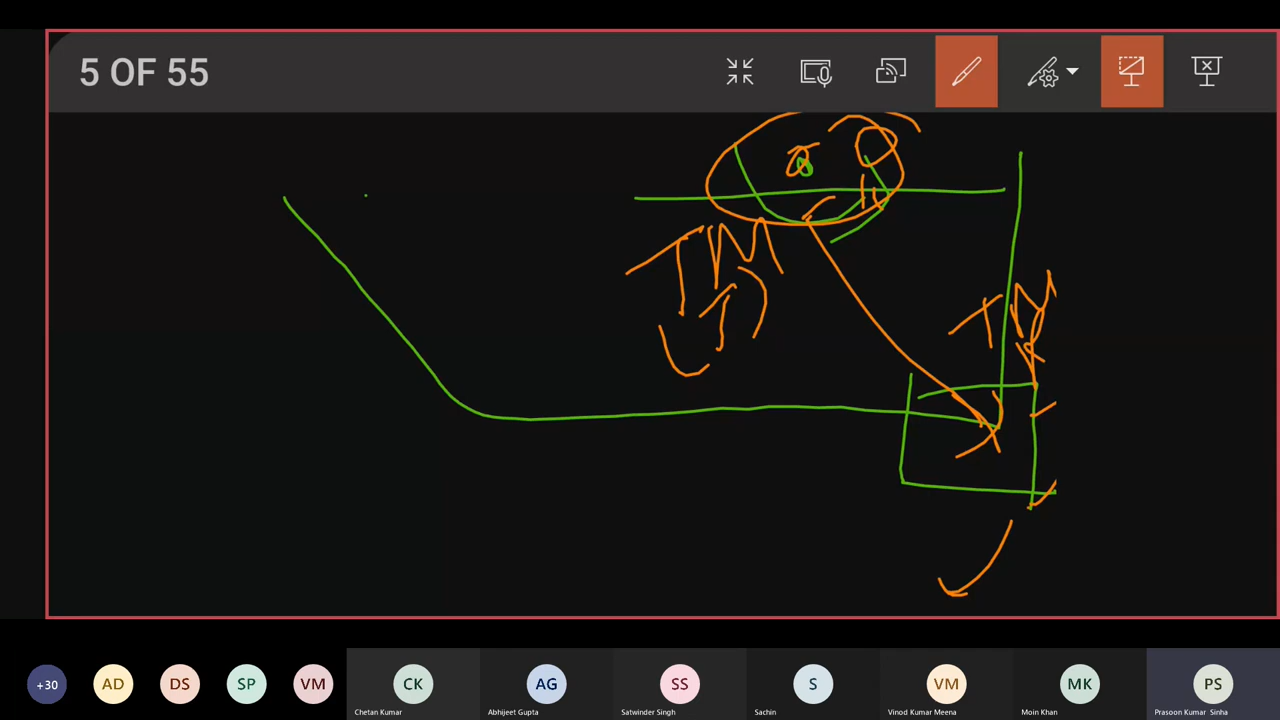 5 OF 55
TM
+30
AD
DS
SP
VM
CK
Chetan Kumar
AG
Abhijeet Gupta
SS
Satwinder Singh
S
Sachin
VM
Vinod Kumar Meena
MK
Moin Khan
PS
Prasoon Kumar Sinha